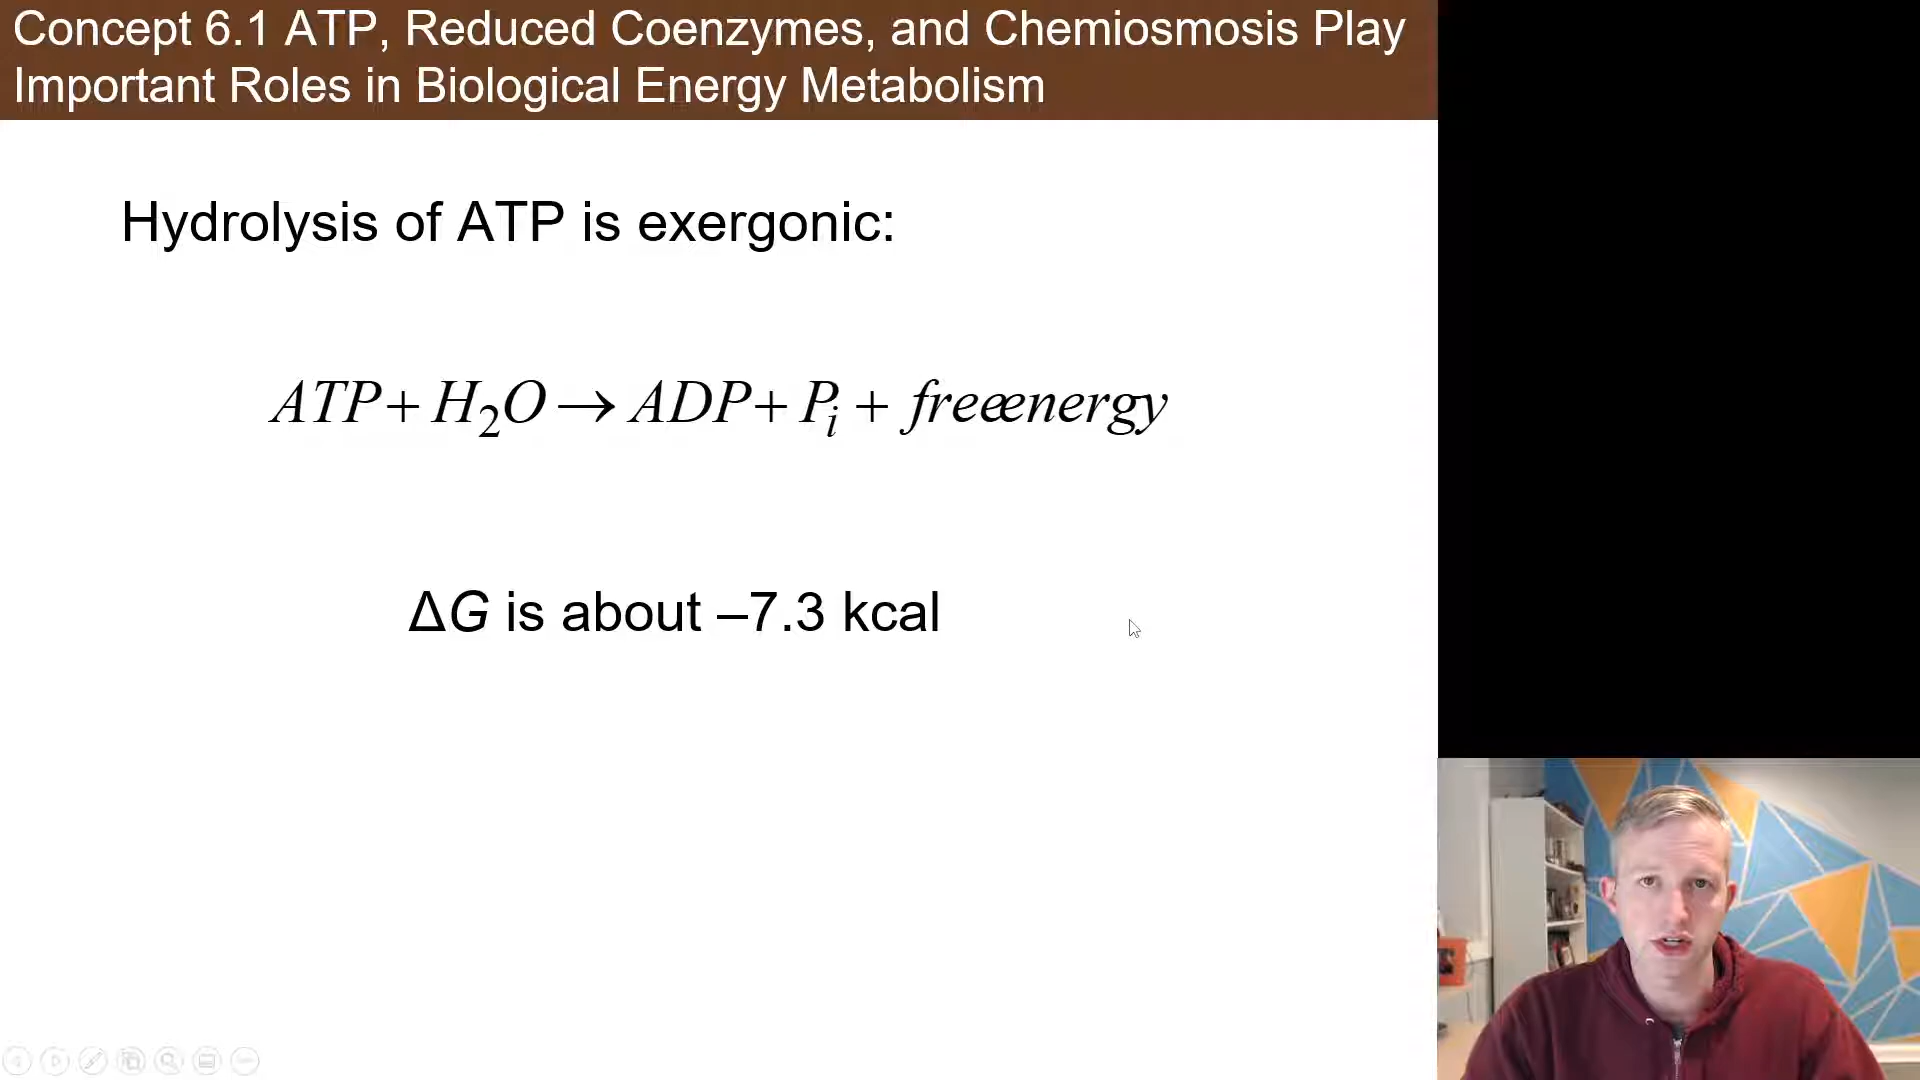 Concept 6.1 ATP, Reduced Coenzymes, and Chemiosmosis Play
Important Roles in Biological Energy Metabolism
Hydrolysis of ATP is exergonic:
ATP + H₂O → ADP + Pᵢ + freeenergy
ΔG is about –7.3 kcal